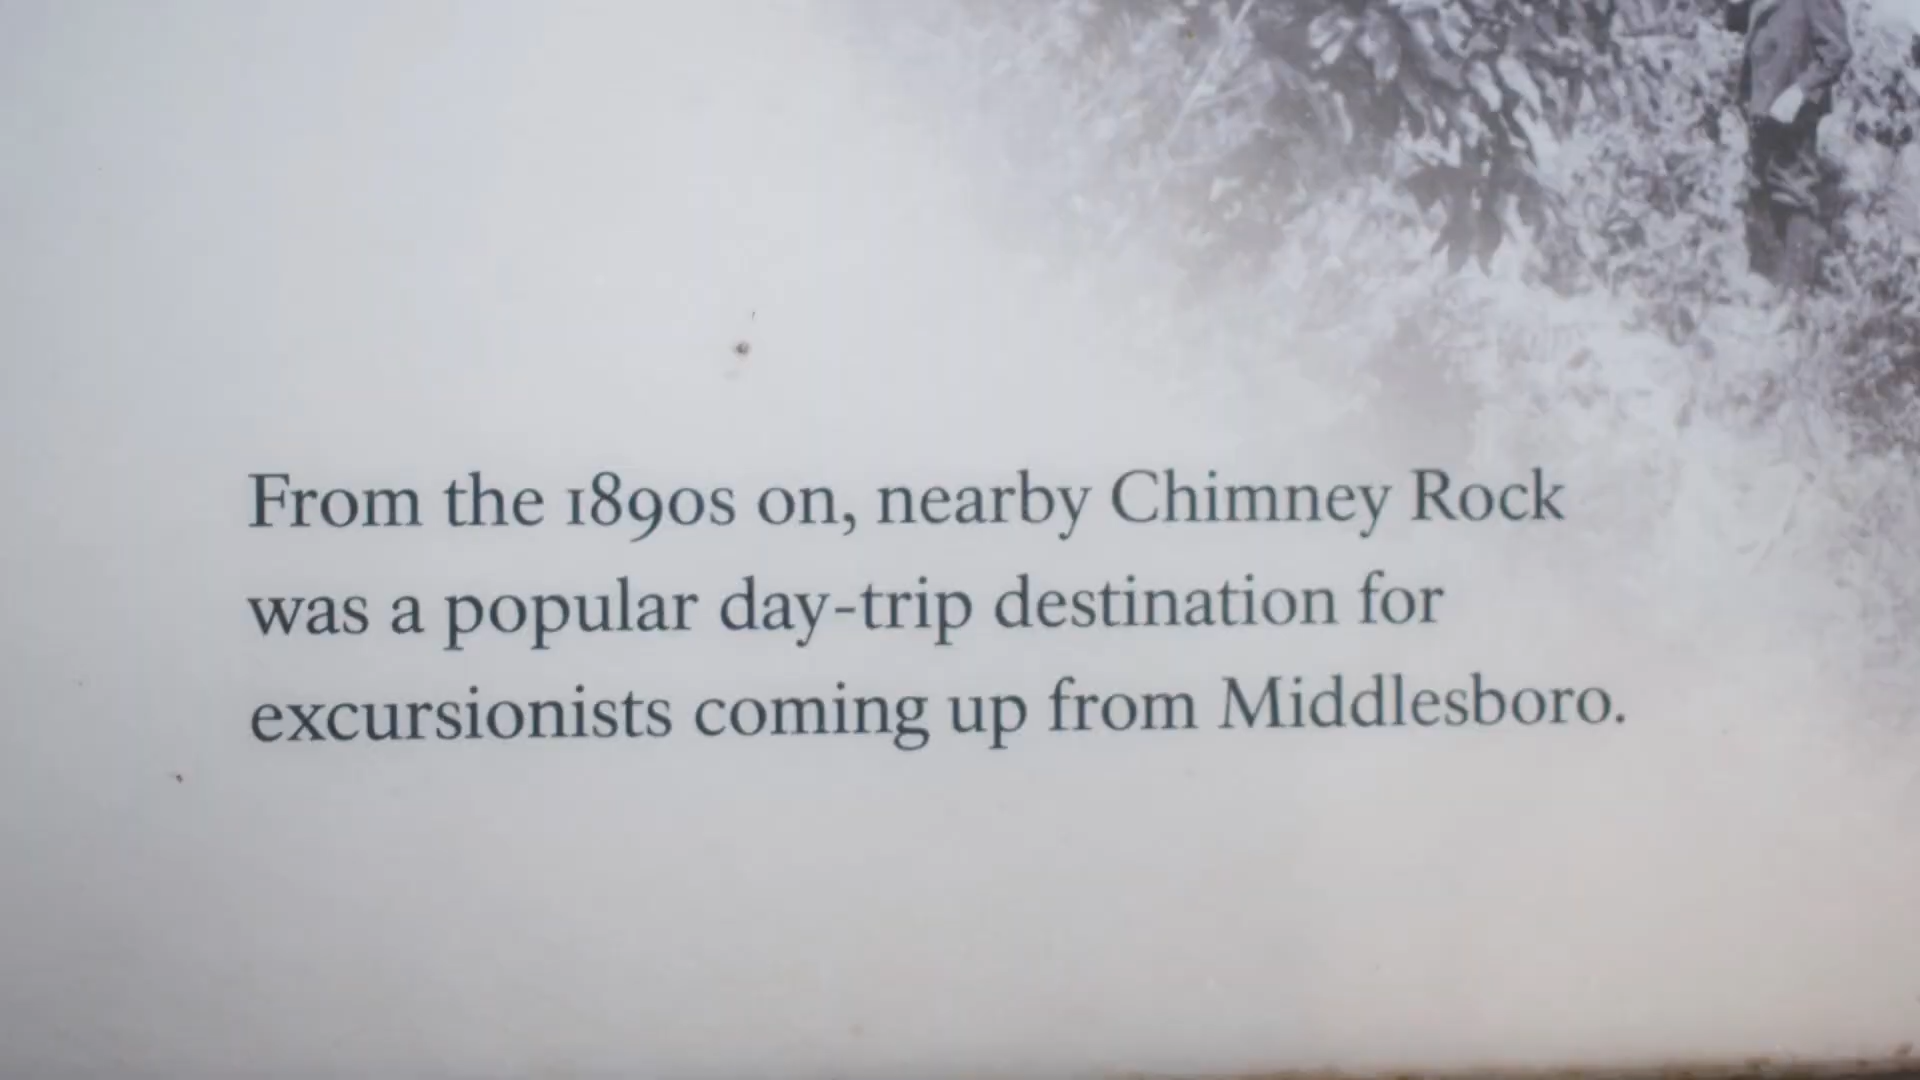 From the 1890s on, nearby Chimney Rock
was a popular day-trip destination for
excursionists coming up from Middlesboro.